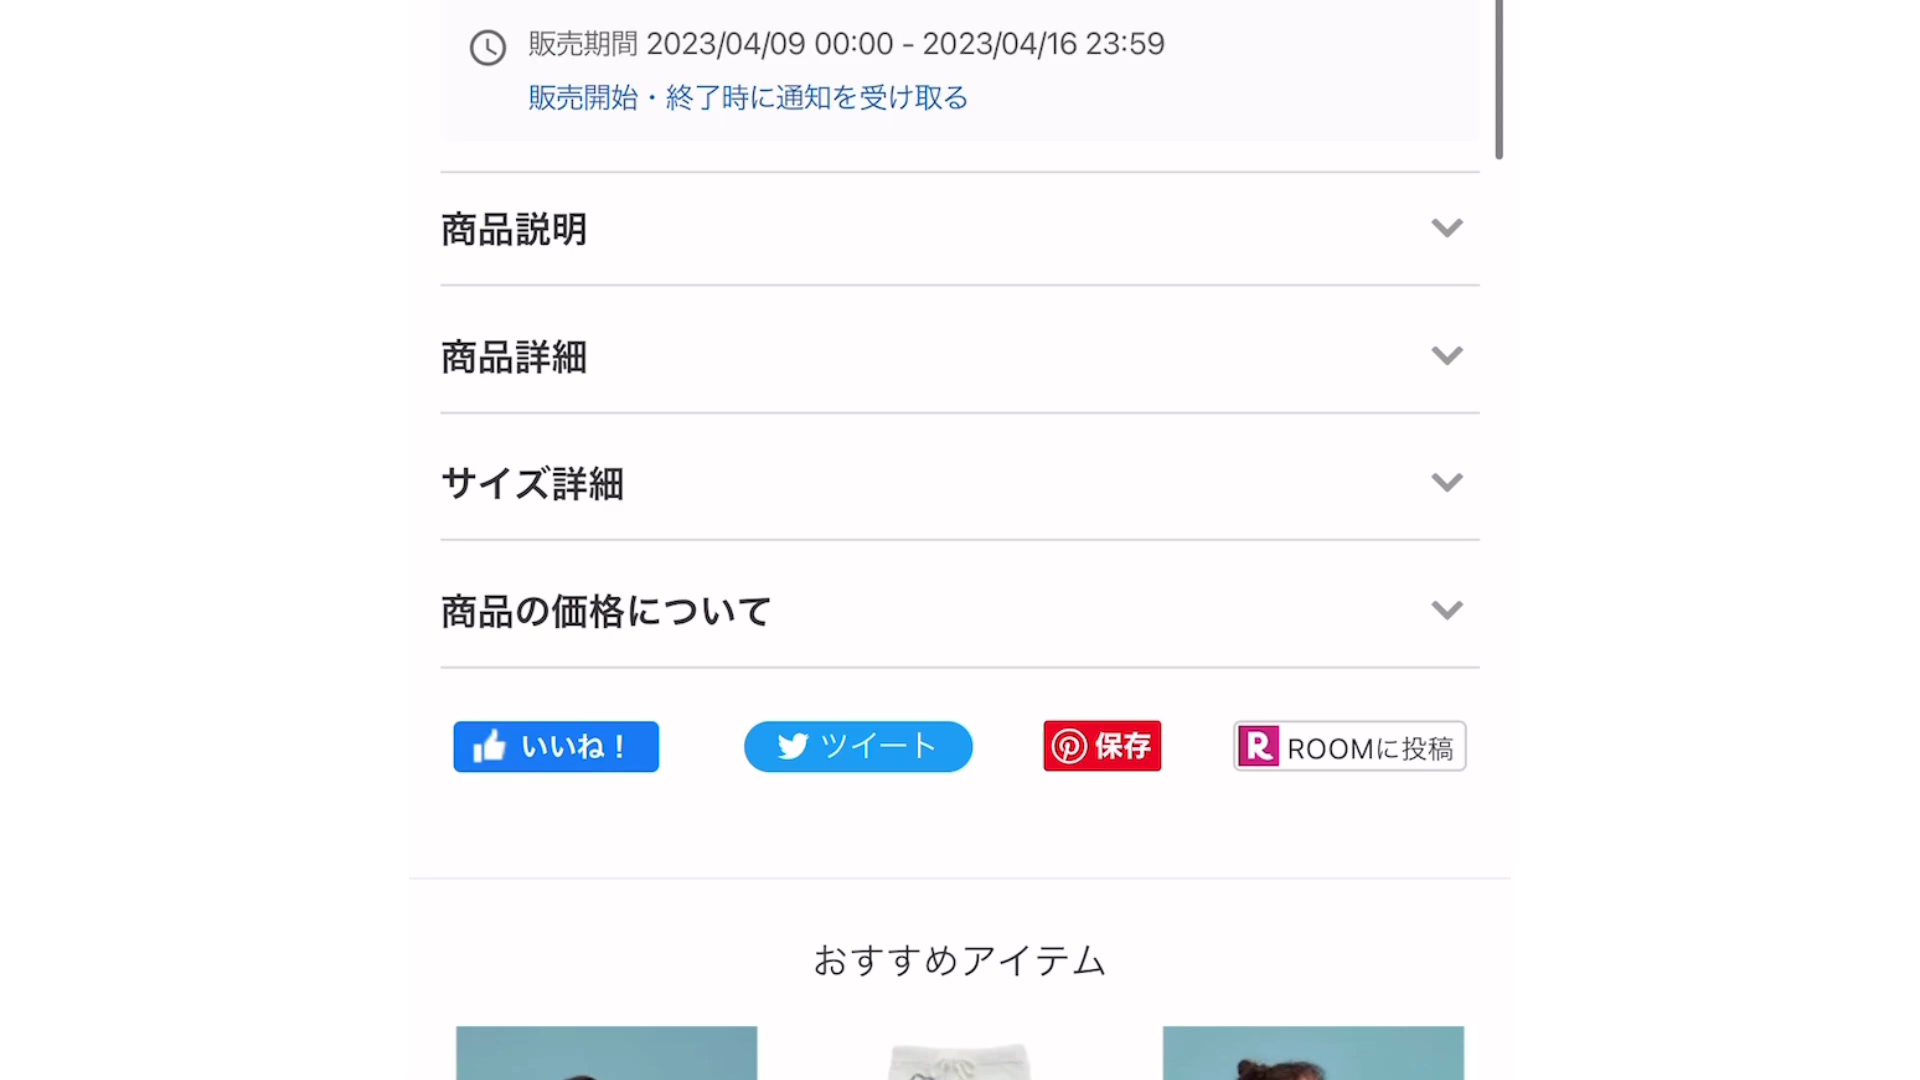 販売期間 2023/04/09 00:00 - 2023/04/16 23:59
販売開始・終了時に通知を受け取る
商品説明
商品詳細
サイズ詳細
商品の価格について
いいね！
ツイート
保存
R ROOMに投稿
おすすめアイテム